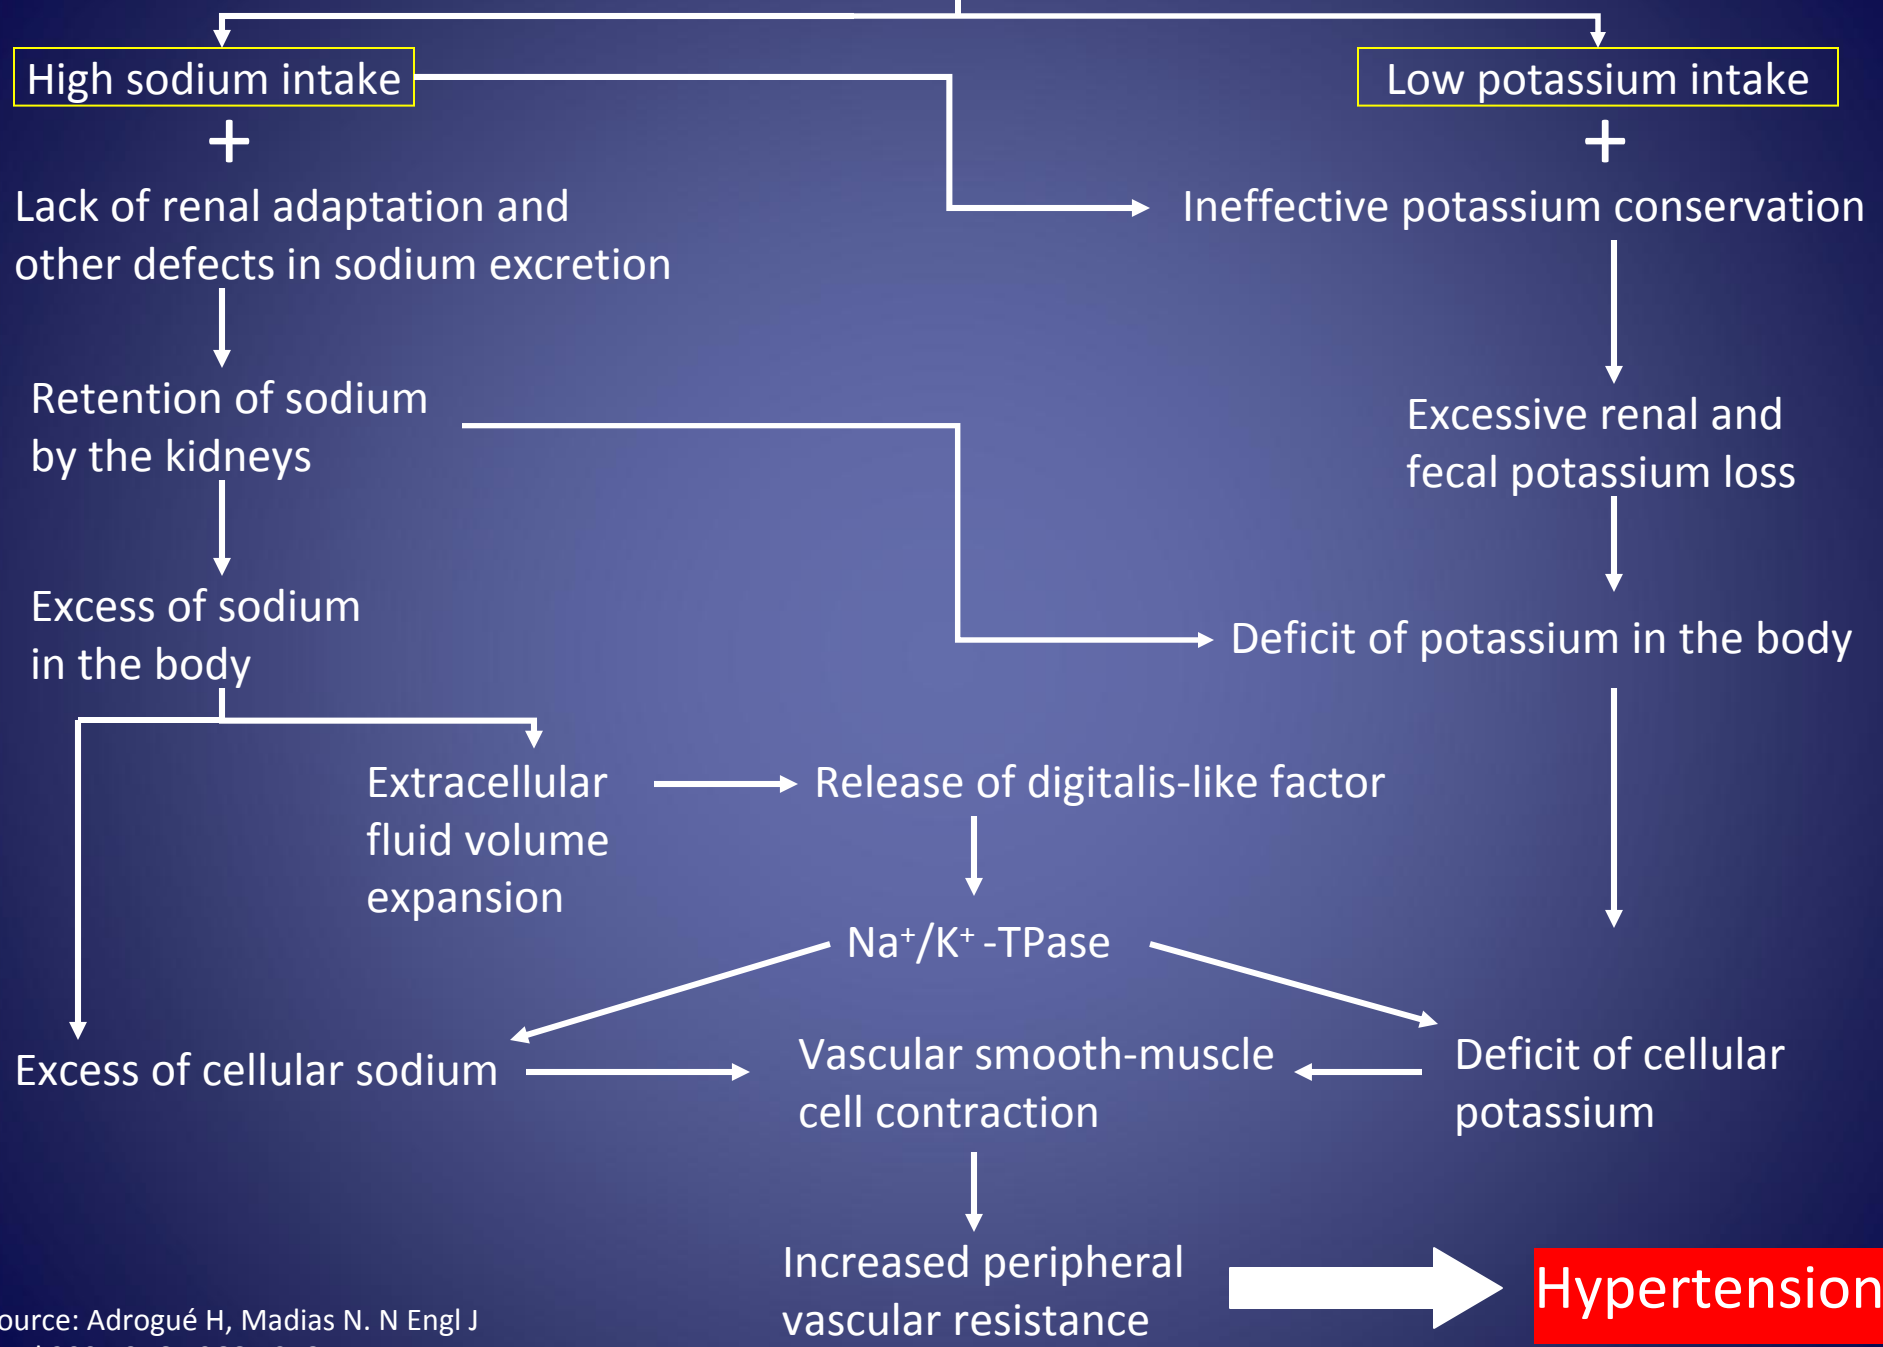 High sodium intake
Low potassium intake
+
+
Lack of renal adaptation and
other defects in sodium excretion
Ineffective potassium conservation
Retention of sodium
by the kidneys
Excessive renal and
fecal potassium loss
Excess of sodium
in the body
Deficit of potassium in the body
Extracellular
fluid volume
expansion
Release of digitalis-like factor
Na⁺/K⁺ -TPase
Excess of cellular sodium
Vascular smooth-muscle
cell contraction
Deficit of cellular
potassium
Increased peripheral
vascular resistance
Hypertension
ource: Adrogué H, Madias N. N Engl J